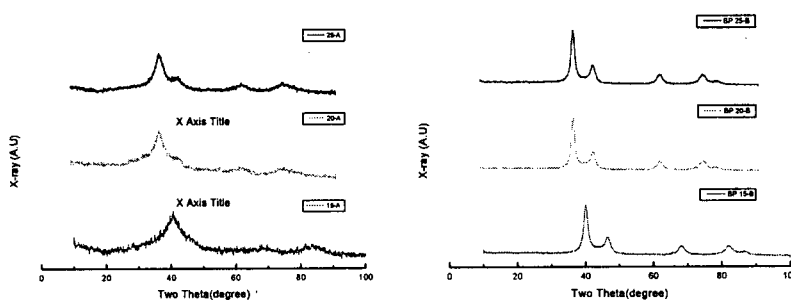 25-A
X Axis Title
20-A
X-ray (A.U)
X Axis Title
15-A
0 20 40 60 80 100
Two Theta(degree)
BP 25-B
BP 20-B
X-ray (A.U)
BP 15-B
0 20 40 60 80 100
Two Theta(degree)